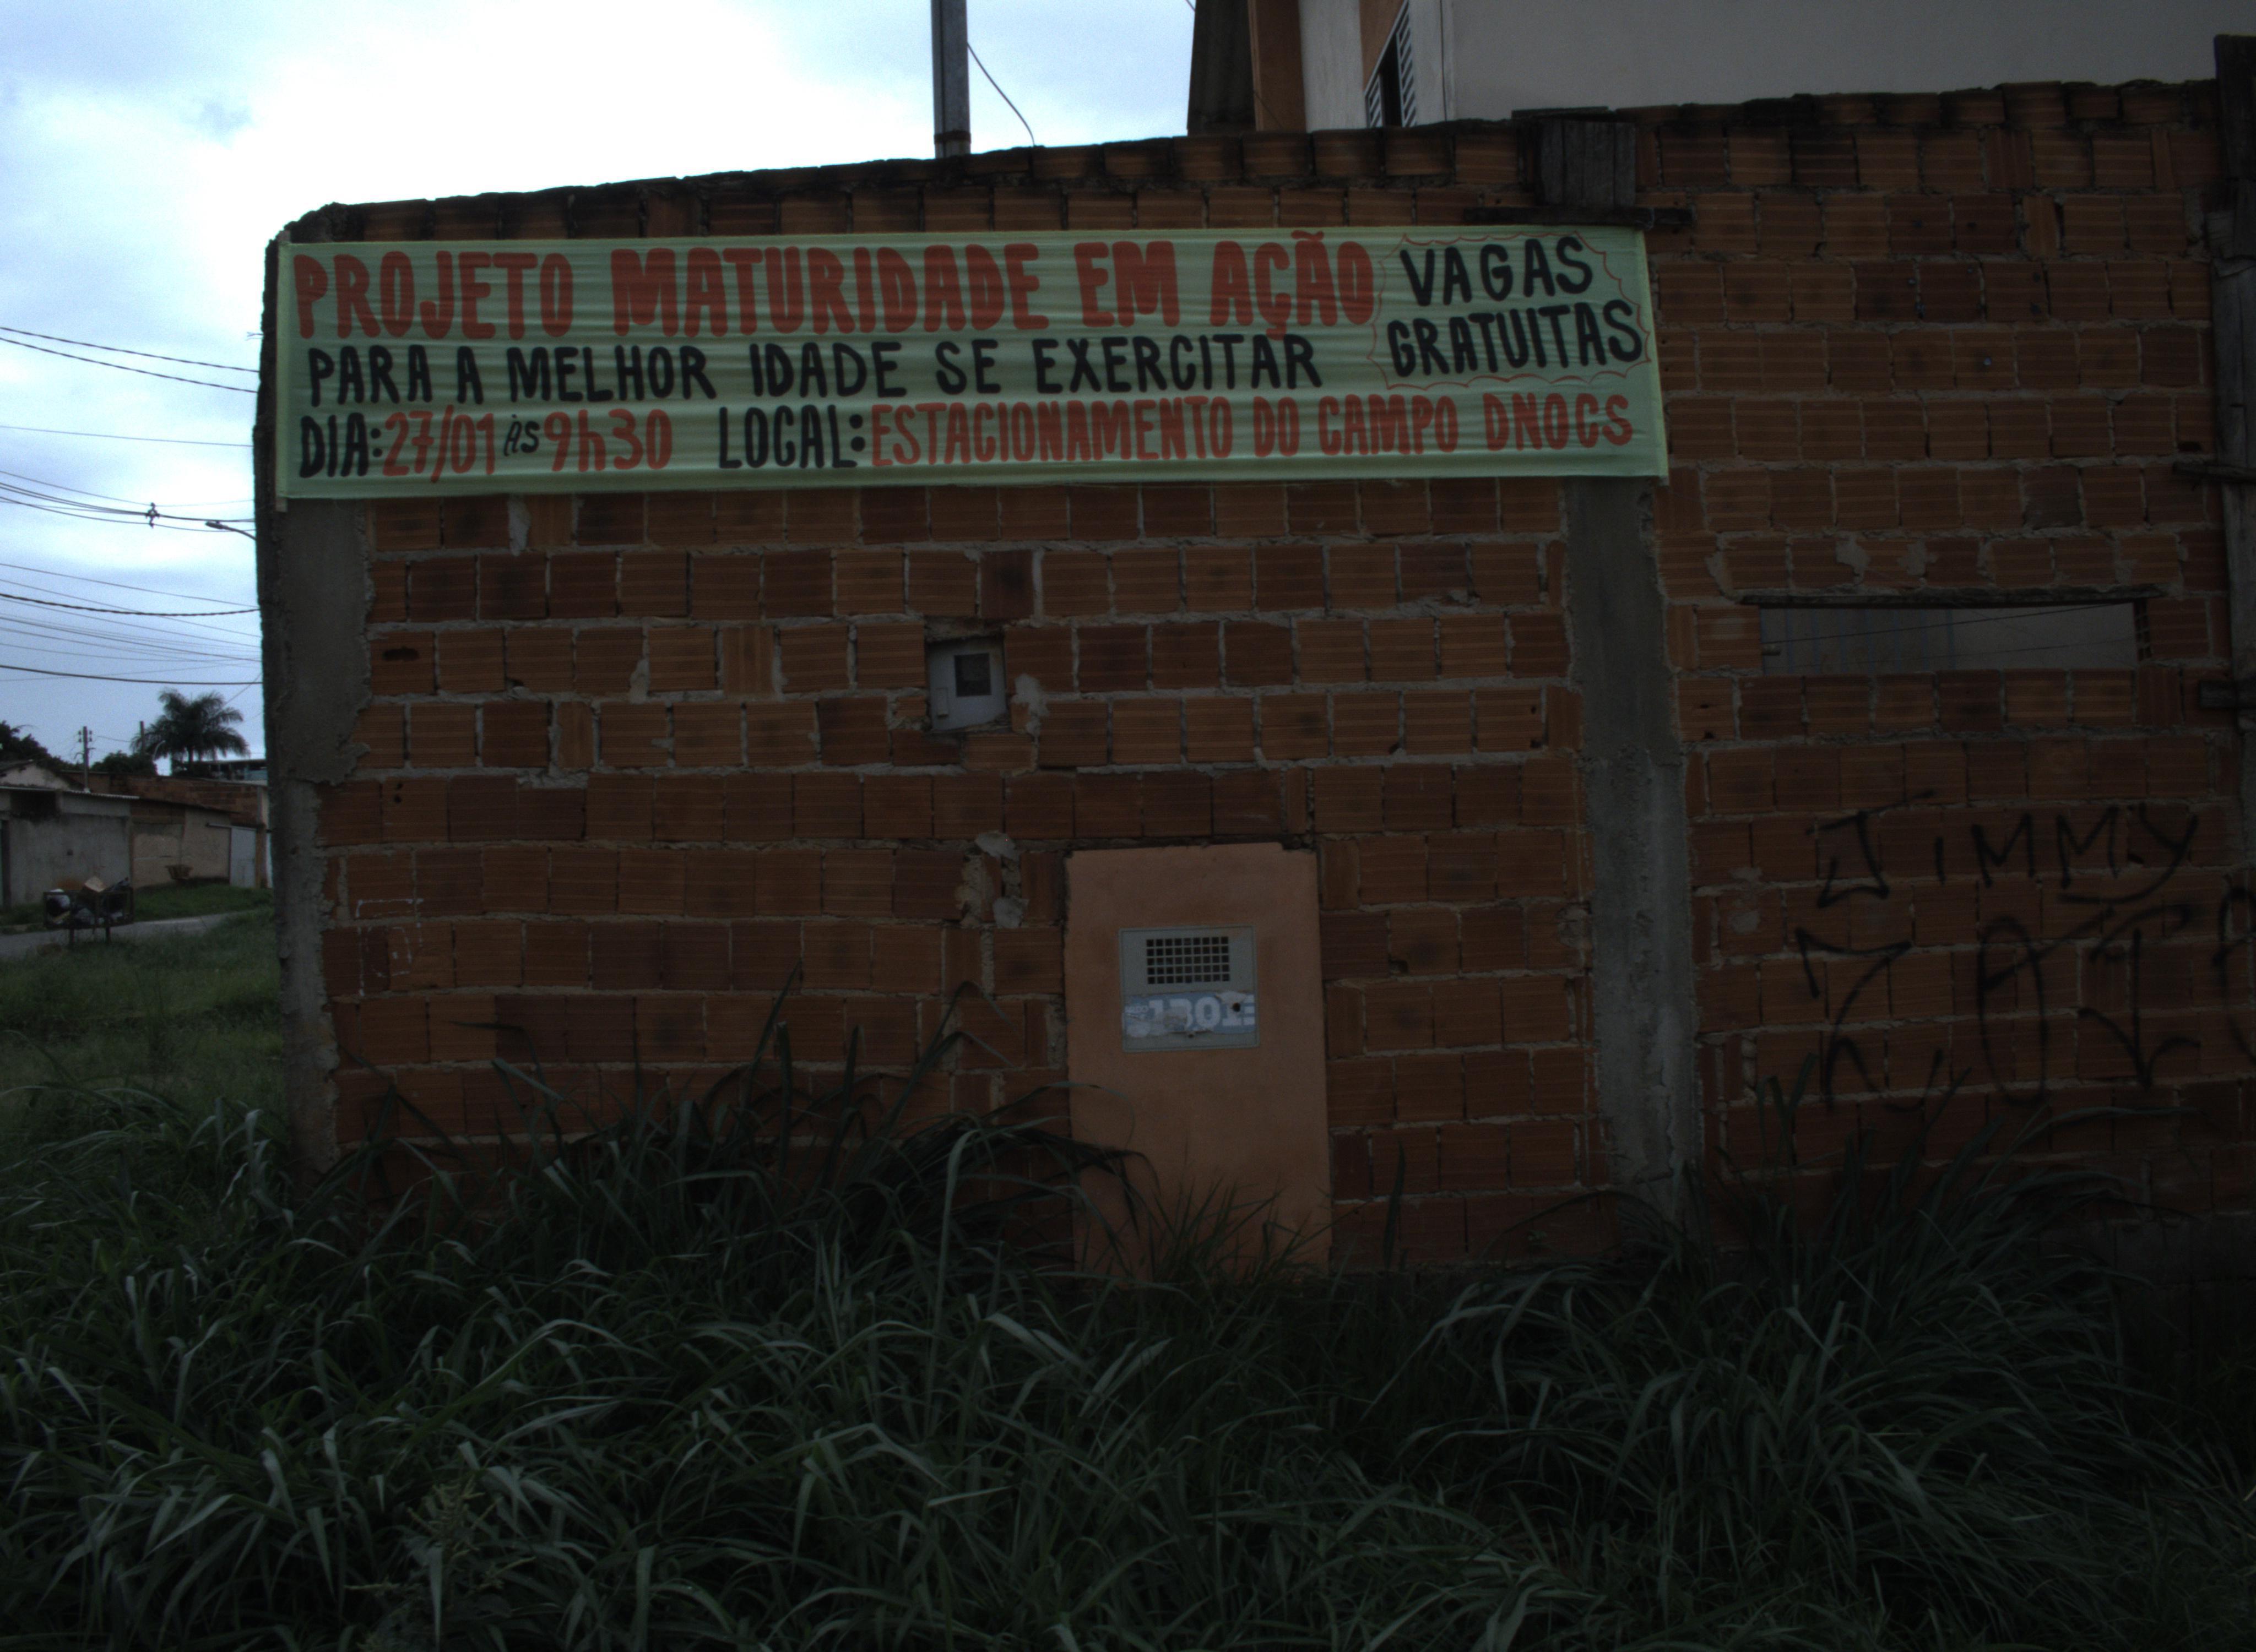 PROJETO MATURIDADE EM AÇÃO
VAGAS
GRATUITAS
PARA A MELHOR IDADE SE EXERCITAR
DIA:27/01 às 9h30 LOCAL:ESTACIONAMENTO DO CAMPO DNOCS
JIMMY